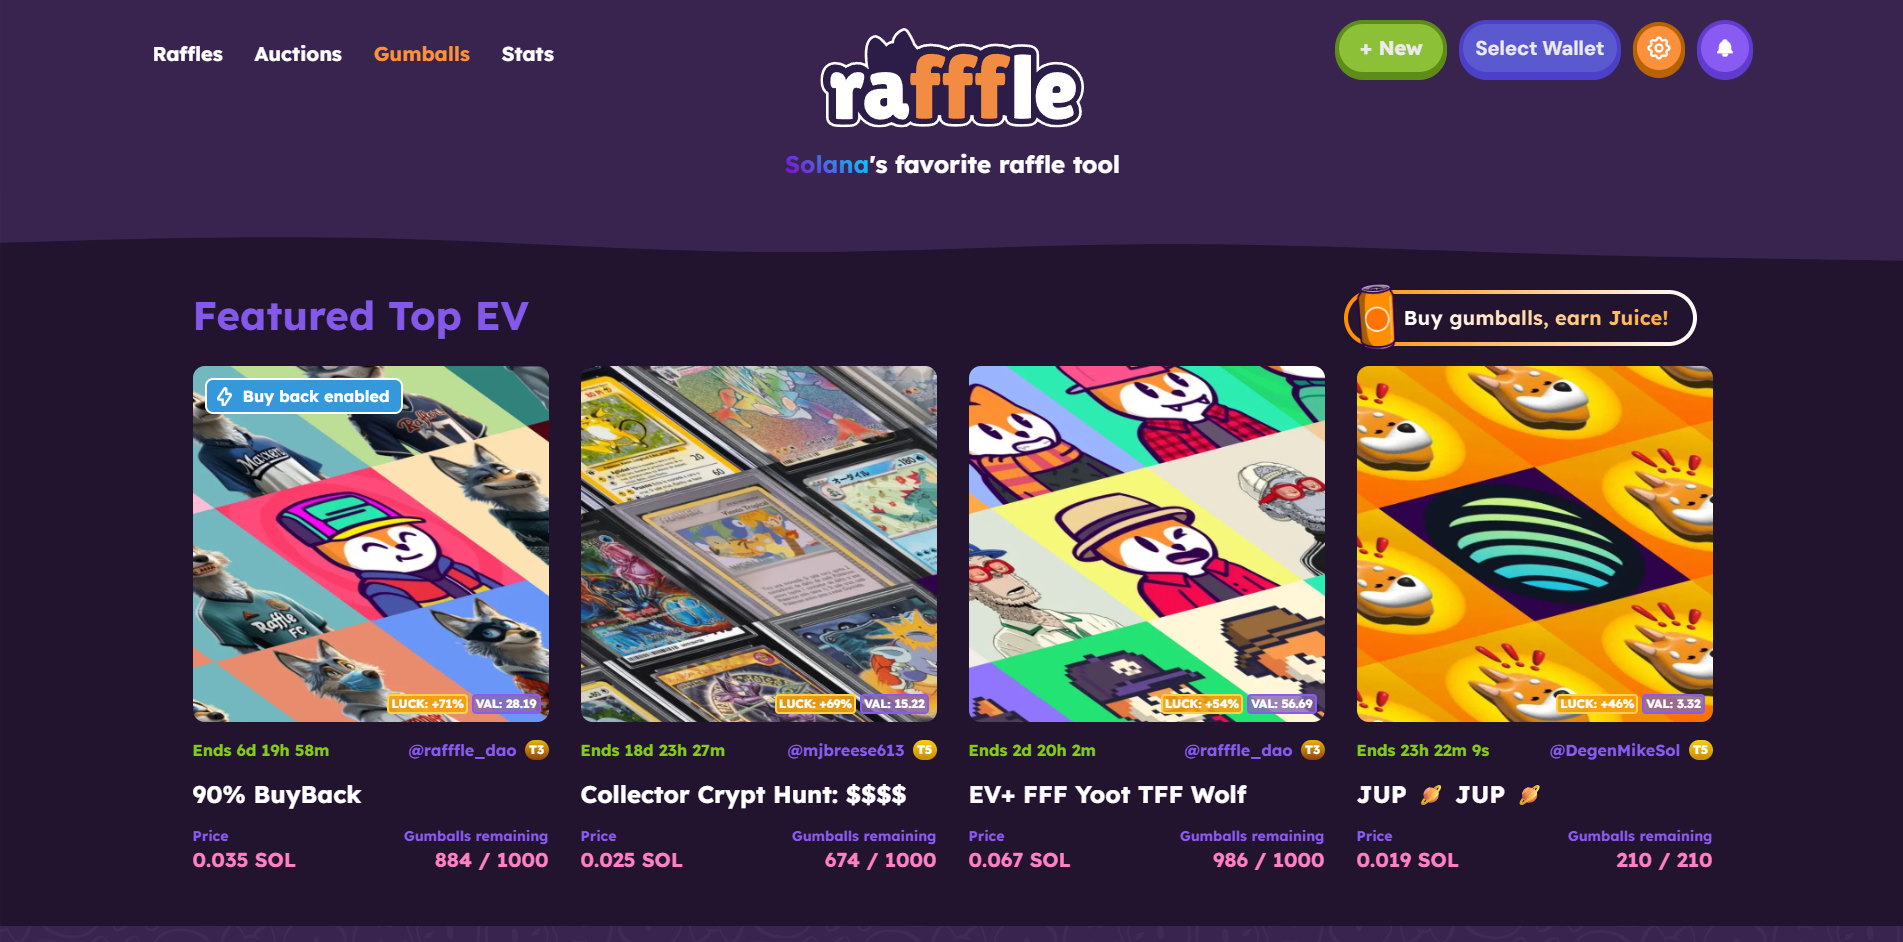 Raffles
Auctions
Gumballs
Stats
rafffle
Solana's favorite raffle tool
+ New
Select Wallet
Featured Top EV
Buy gumballs, earn Juice!
Buy back enabled
Raffle FC
LUCK: +71%
VAL: 28.19
Ends 6d 19h 58m
@rafffle_dao
T3
90% BuyBack
Price
Gumballs remaining
0.035 SOL
884 / 1000
20
60
LUCK: +69%
VAL: 15.22
Ends 18d 23h 27m
@mjbreese613
T5
Collector Crypt Hunt: $$$$
Price
Gumballs remaining
0.025 SOL
674 / 1000
LUCK: +54%
VAL: 56.69
Ends 2d 20h 2m
@rafffle_dao
T3
EV+ FFF Yoot TFF Wolf
Price
Gumballs remaining
0.067 SOL
986 / 1000
LUCK: +46%
VAL: 3.32
Ends 23h 22m 9s
@DegenMikeSol
T5
JUP 🪐 JUP 🪐
Price
Gumballs remaining
0.019 SOL
210 / 210